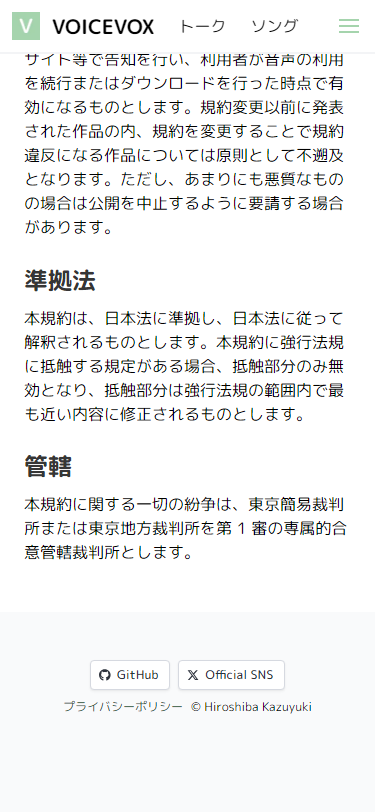 V VOICEVOX トーク ソング
サイト等で告知を行い、利用者が音声の利用
を続行またはダウンロードを行った時点で有
効になるものとします。規約変更以前に発表
された作品の内、規約を変更することで規約
違反になる作品については原則として不遡及
となります。ただし、あまりにも悪質なもの
の場合は公開を中止するように要請する場合
があります。
準拠法
本規約は、日本法に準拠し、日本法に従って
解釈されるものとします。本規約に強行法規
に抵触する規定がある場合、抵触部分のみ無
効となり、抵触部分は強行法規の範囲内で最
も近い内容に修正されるものとします。
管轄
本規約に関する一切の紛争は、東京簡易裁判
所または東京地方裁判所を第 1 審の専属的合
意管轄裁判所とします。
GitHub Official SNS
プライバシーポリシー © Hiroshiba Kazuyuki